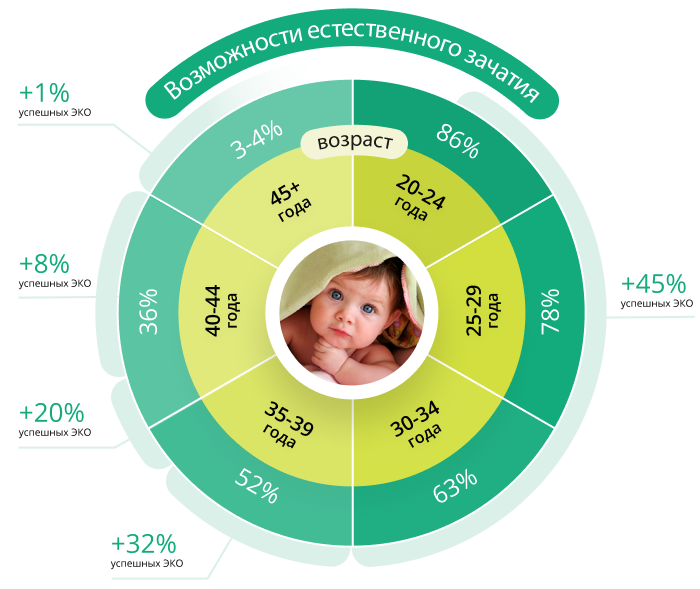 Возможности естественного зачатия
+1%
успешных ЭКО
3-4%
возраст
86%
45+
года
20-24
года
+8%
успешных ЭКО
36%
40-44
года
25-29
года
78%
+45%
успешных ЭКО
+20%
успешных ЭКО
35-39
года
30-34
года
52%
63%
+32%
успешных ЭКО